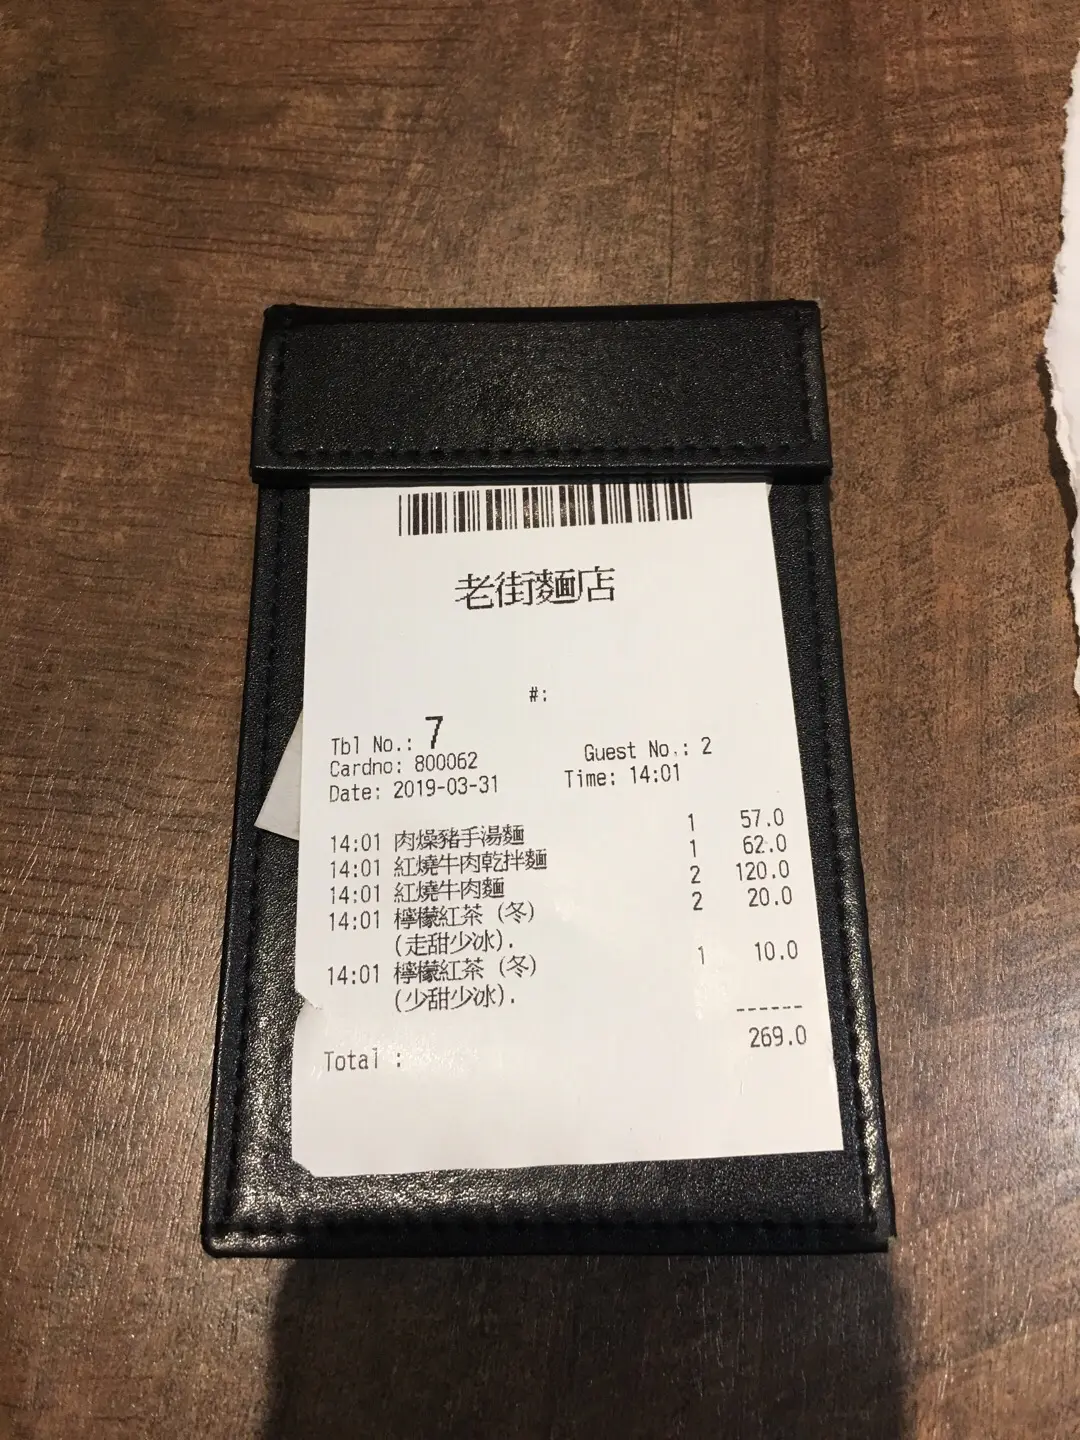 老街麵店
#:
Tbl No.: 7 Guest No.: 2
Cardno: 800062
Date: 2019-03-31 Time: 14:01
14:01 肉燥豬手湯麵 1 57.0
14:01 紅燒牛肉乾拌麵 1 62.0
14:01 紅燒牛肉麵 2 120.0
14:01 檸檬紅茶 (冬) 2 20.0
(走甜少冰).
14:01 檸檬紅茶 (冬) 1 10.0
(少甜少冰).
------
Total : 269.0